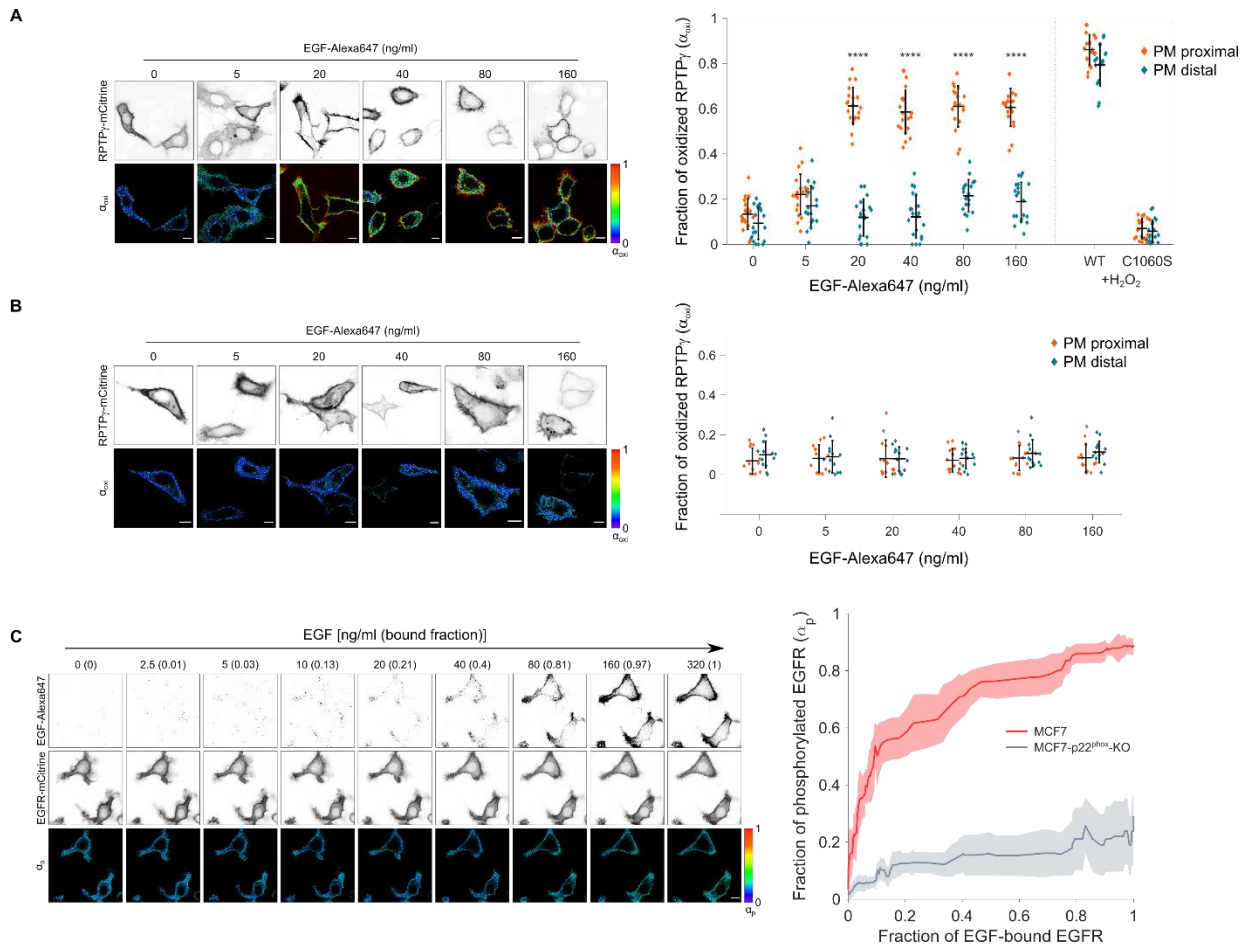 A
EGF-Alexa647 (ng/ml)
0 5 20 40 80 160
RPTPγ-mCitrine
αoxi
1
0
αoxi
Fraction of oxidized RPTPγ (αoxi)
1
0.8
0.6
0.4
0.2
0
**** **** **** ****
PM proximal
PM distal
0 5 20 40 80 160 WT C1060S
+H₂O₂
EGF-Alexa647 (ng/ml)
B
EGF-Alexa647 (ng/ml)
0 5 20 40 80 160
RPTPγ-mCitrine
αoxi
1
0
αoxi
Fraction of oxidized RPTPγ (αoxi)
0.6
0.4
0.2
0
PM proximal
PM distal
0 5 20 40 80 160
EGF-Alexa647 (ng/ml)
C
EGF [ng/ml (bound fraction)]
0 (0) 2.5 (0.01) 5 (0.03) 10 (0.13) 20 (0.21) 40 (0.4) 80 (0.81) 160 (0.97) 320 (1)
EGF-Alexa647
EGFR-mCitrine
αp
1
0
αp
Fraction of phosphorylated EGFR (αp)
1
0.8
0.6
0.4
0.2
0
MCF7
MCF7-p22ᵖʰᵒˣ-KO
0 0.2 0.4 0.6 0.8 1
Fraction of EGF-bound EGFR